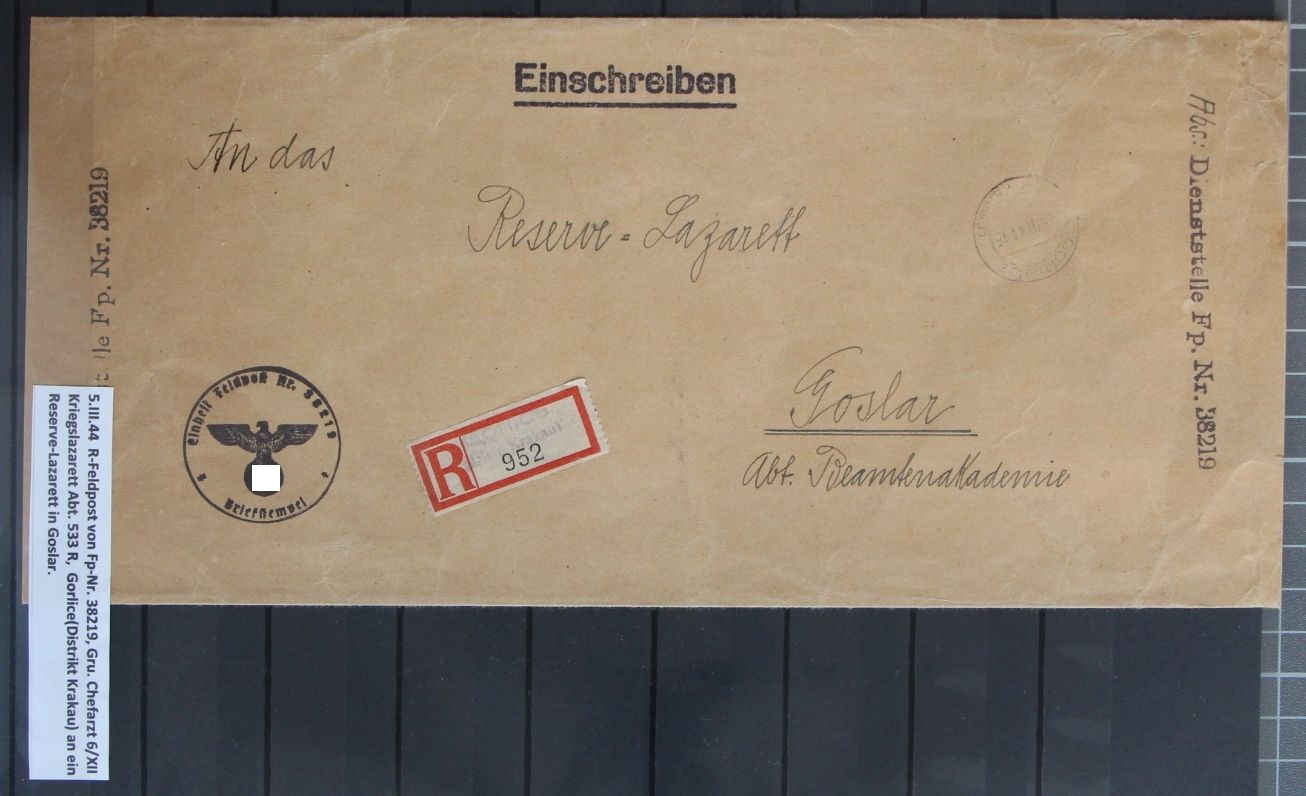 Einschreiben
An das
Reserve = Lazarett
Goslar
Abt. Beamtenakademie
Abs: Dienststelle Fp. Nr. 38219
lle Fp. Nr. 38219
Einheit Feldpost Nr. 38219
Briefstempel
R
952
GORLICE
5.III.44 R-Feldpost von Fp-Nr. 38219, Gru. Chefarzt 6/XII
Kriegslazarett Abt. 533 R, Gorlice(Distrikt Krakau) an ein
Reserve-Lazarett in Goslar.